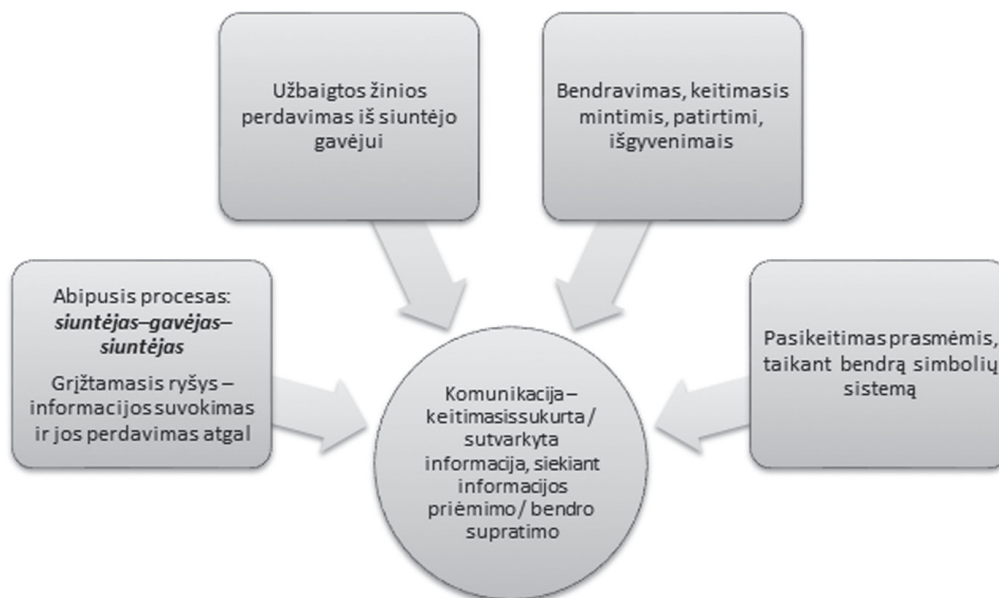 Užbaigtos žinios
perdavimas iš siuntėjo
gavėjui
Bendravimas, keitimasis
mintimis, patirtimi,
išgyvenimais
Abipusis procesas:
siuntėjas–gavėjas–
siuntėjas
Grįžtamasis ryšys –
informacijos suvokimas
ir jos perdavimas atgal
Pasikeitimas prasmėmis,
taikant bendrą simbolių
sistemą
Komunikacija –
keitimasis sukurta /
sutvarkyta
informacija, siekiant
informacijos
priėmimo / bendro
supratimo